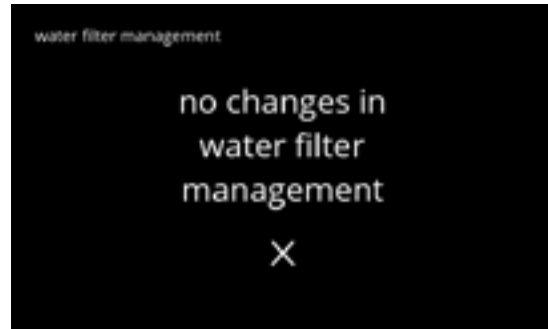 water filter management
no changes in
water filter
management
X